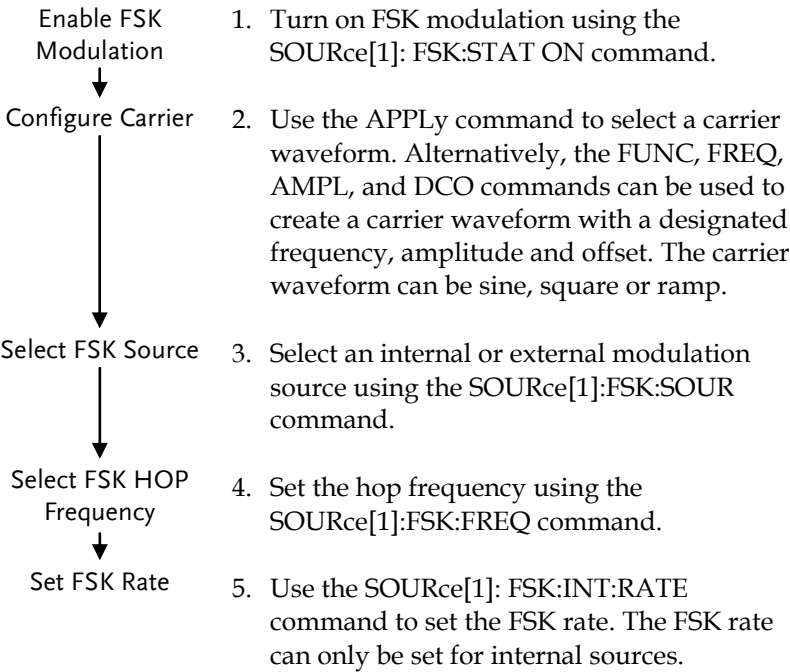 Enable FSK
Modulation
1. Turn on FSK modulation using the
SOURce[1]: FSK:STAT ON command.
Configure Carrier
2. Use the APPLy command to select a carrier
waveform. Alternatively, the FUNC, FREQ,
AMPL, and DCO commands can be used to
create a carrier waveform with a designated
frequency, amplitude and offset. The carrier
waveform can be sine, square or ramp.
Select FSK Source
3. Select an internal or external modulation
source using the SOURce[1]:FSK:SOUR
command.
Select FSK HOP
Frequency
4. Set the hop frequency using the
SOURce[1]:FSK:FREQ command.
Set FSK Rate
5. Use the SOURce[1]: FSK:INT:RATE
command to set the FSK rate. The FSK rate
can only be set for internal sources.